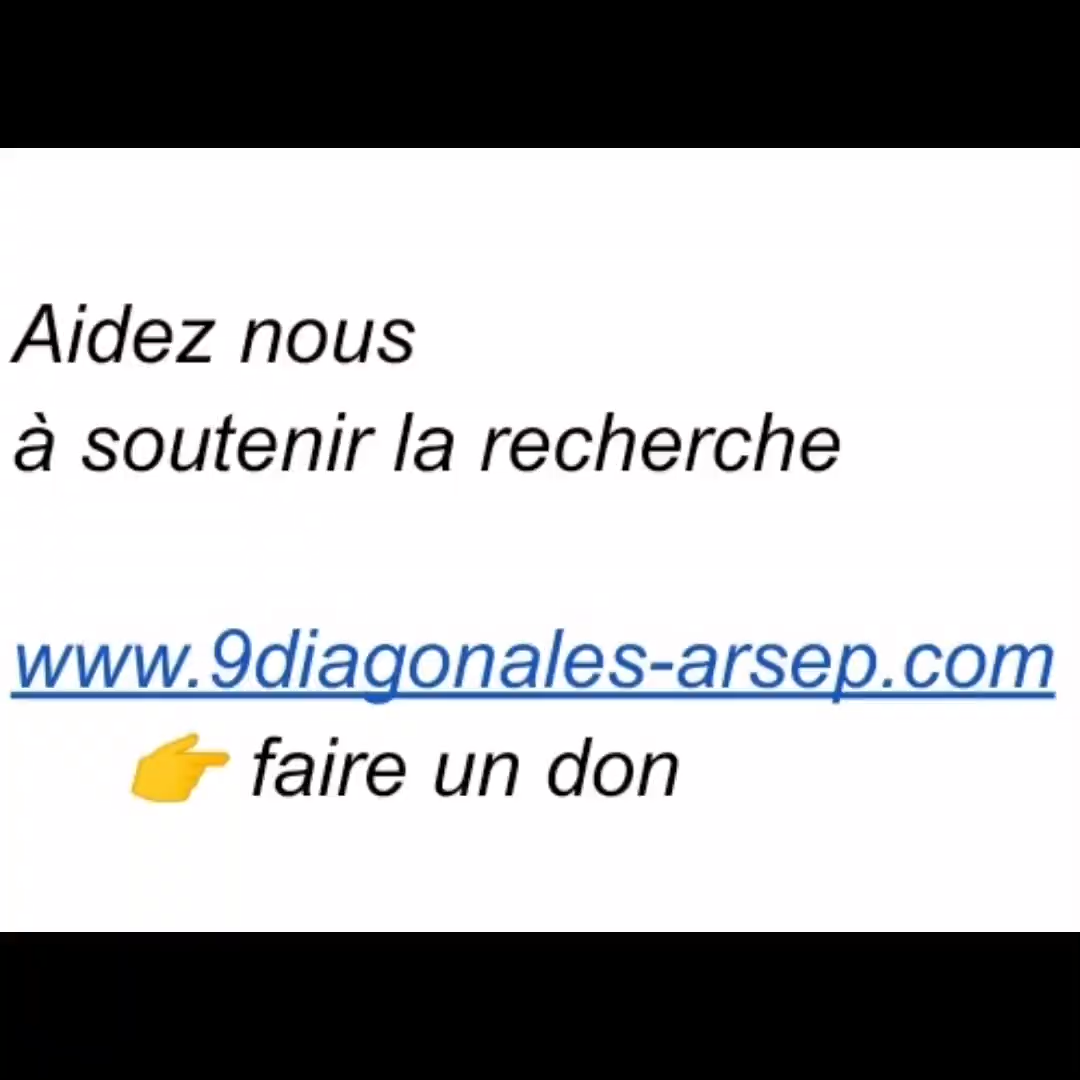 Aidez nous
à soutenir la recherche
www.9diagonales-arsep.com
👉 faire un don